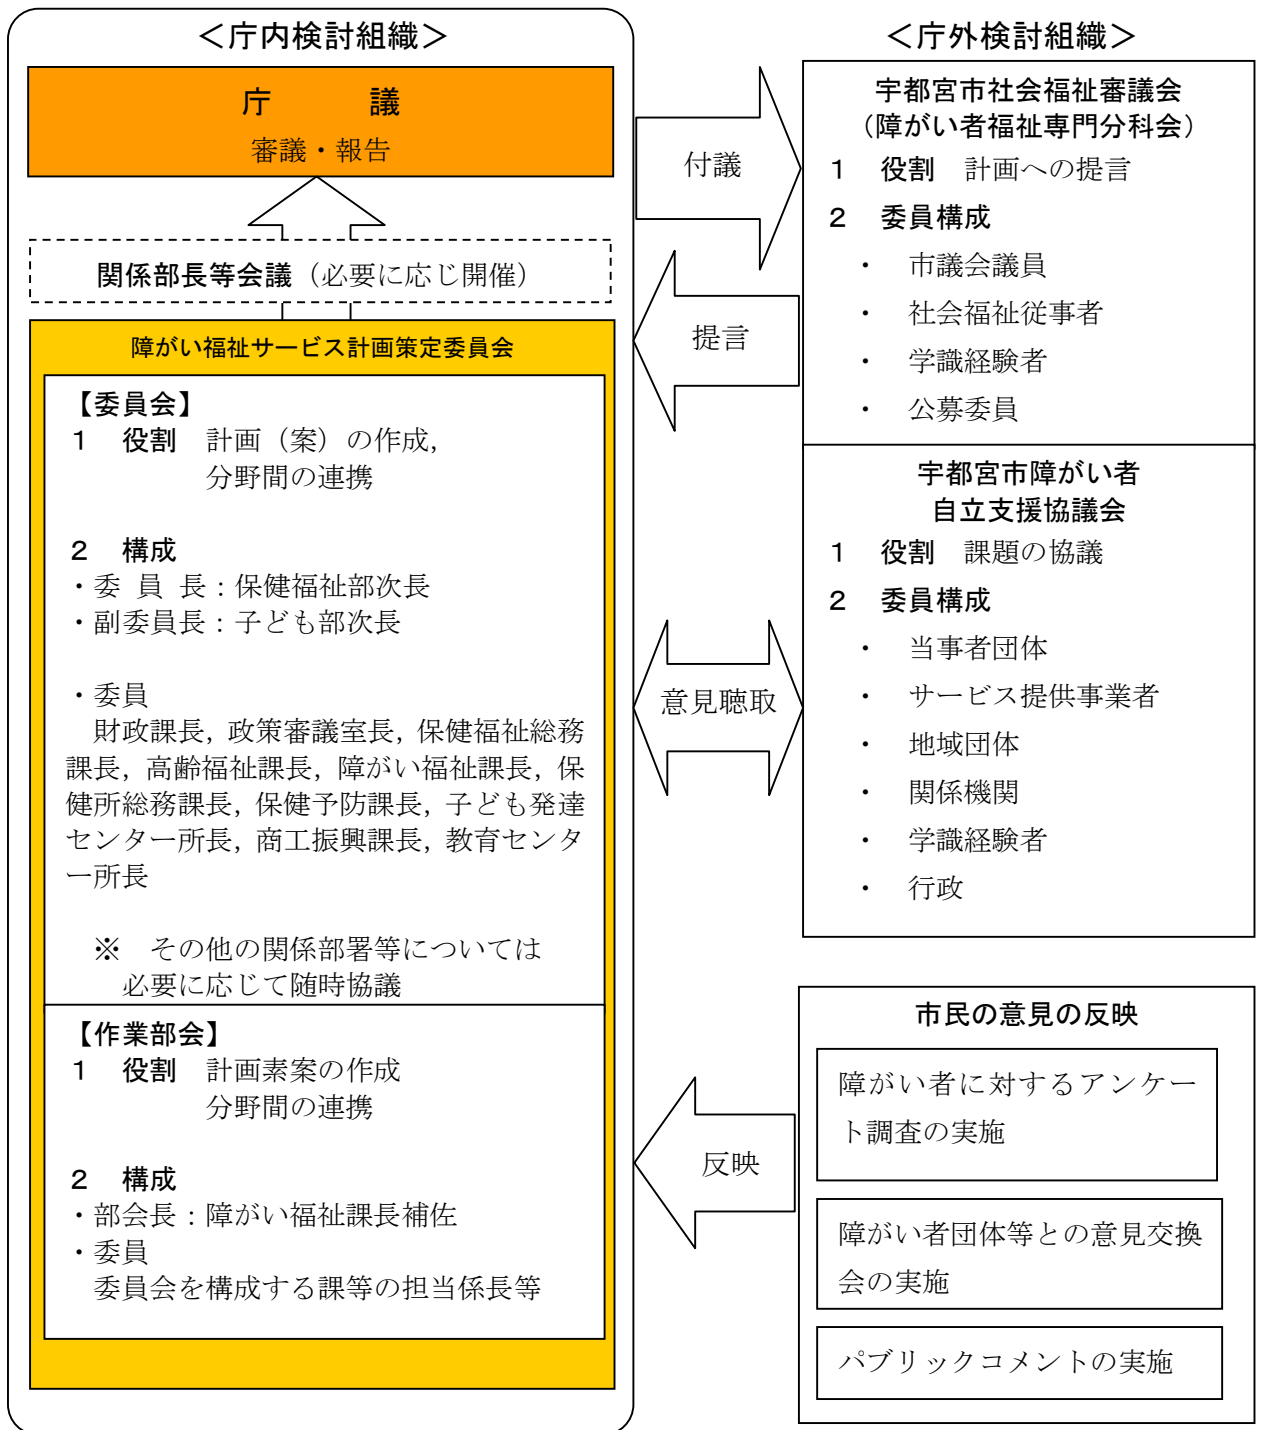 ＜庁内検討組織＞
庁　　　議
審議・報告
関係部長等会議（必要に応じ開催）
障がい福祉サービス計画策定委員会
【委員会】
１　役割　計画（案）の作成，
分野間の連携
２　構成
・委 員 長：保健福祉部次長
・副委員長：子ども部次長
・委員
財政課長，政策審議室長，保健福祉総務
課長，高齢福祉課長，障がい福祉課長，保
健所総務課長，保健予防課長，子ども発達
センター所長，商工振興課長，教育センタ
ー所長
※　その他の関係部署等については
必要に応じて随時協議
【作業部会】
１　役割　計画素案の作成
分野間の連携
２　構成
・部会長：障がい福祉課長補佐
・委員
委員会を構成する課等の担当係長等
付議
提言
意見聴取
反映
＜庁外検討組織＞
宇都宮市社会福祉審議会
（障がい者福祉専門分科会）
１　役割　計画への提言
２　委員構成
・　市議会議員
・　社会福祉従事者
・　学識経験者
・　公募委員
宇都宮市障がい者
自立支援協議会
１　役割　課題の協議
２　委員構成
・　当事者団体
・　サービス提供事業者
・　地域団体
・　関係機関
・　学識経験者
・　行政
市民の意見の反映
障がい者に対するアンケー
ト調査の実施
障がい者団体等との意見交換
会の実施
パブリックコメントの実施